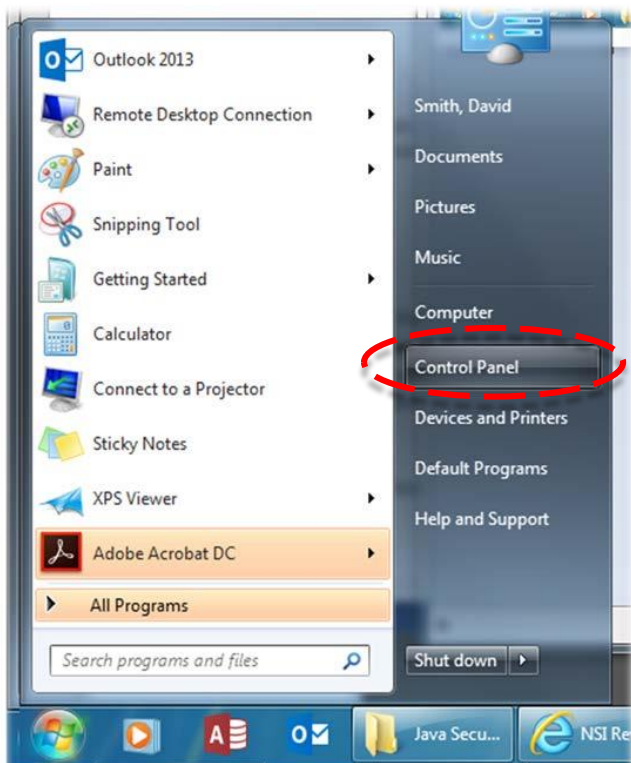 Outlook 2013
Remote Desktop Connection
Paint
Snipping Tool
Getting Started
Calculator
Connect to a Projector
Sticky Notes
XPS Viewer
Adobe Acrobat DC
All Programs
Search programs and files
Smith, David
Documents
Pictures
Music
Computer
Control Panel
Devices and Printers
Default Programs
Help and Support
Shut down
Java Secu...
NSI Re